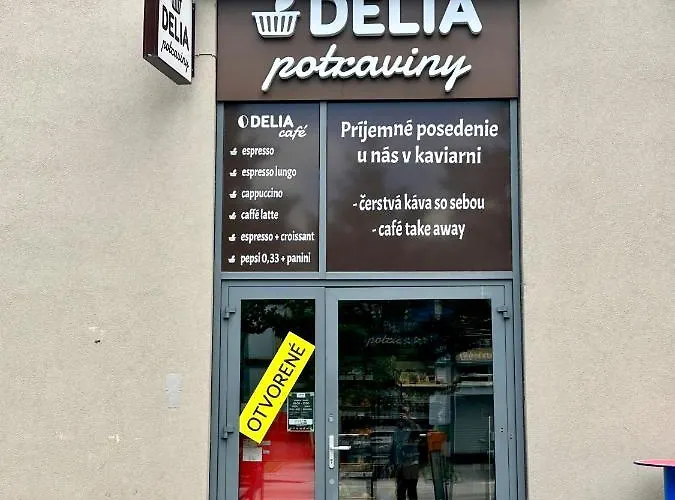 DELIA
potraviny
DELIA
potraviny
DELIA
café
espresso
espresso lungo
cappuccino
caffé latte
espresso + croissant
pepsi 0,33 + panini
Príjemné posedenie
u nás v kaviarni
- čerstvá káva so sebou
- café take away
OTVORENÉ
potraviny